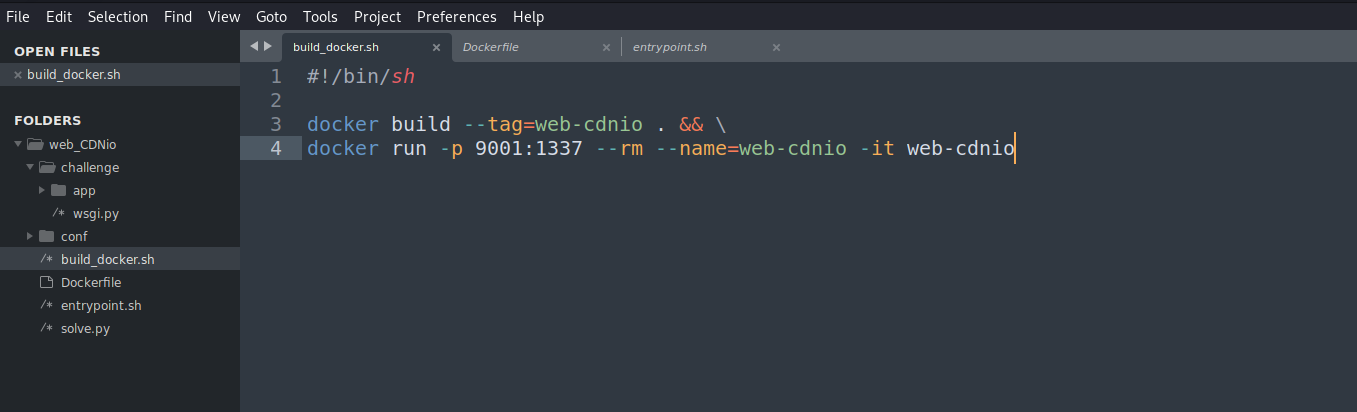 File Edit Selection Find View Goto Tools Project Preferences Help
OPEN FILES
build_docker.sh
FOLDERS
web_CDNio
challenge
app
/* wsgi.py
conf
/* build_docker.sh
Dockerfile
/* entrypoint.sh
/* solve.py
build_docker.sh Dockerfile entrypoint.sh
1 #!/bin/sh
2
3 docker build --tag=web-cdnio . && \
4 docker run -p 9001:1337 --rm --name=web-cdnio -it web-cdnio